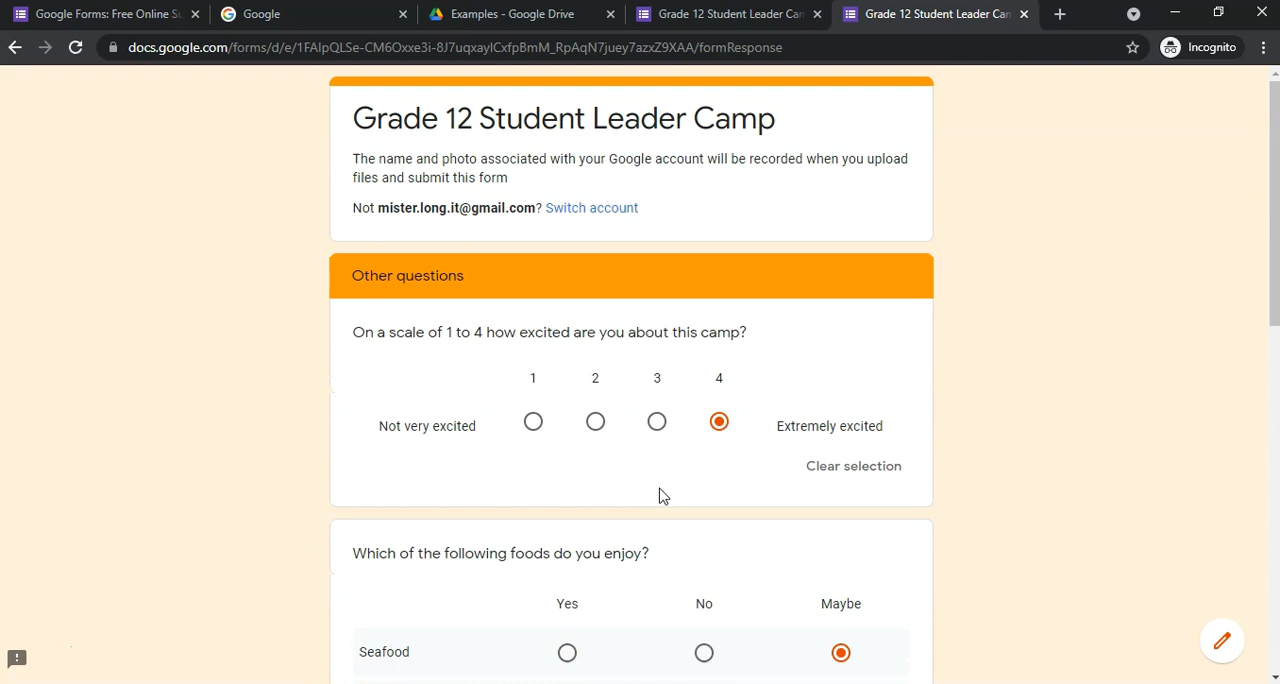 Google Forms: Free Online Su
Google
Examples - Google Drive
Grade 12 Student Leader Can
Grade 12 Student Leader Can
docs.google.com/forms/d/e/1FAIpQLSe-CM6Oxxe3i-8J7uqxaylCxfpBmM_RpAqN7juey7azxZ9XAA/formResponse
Incognito
Grade 12 Student Leader Camp
The name and photo associated with your Google account will be recorded when you upload
files and submit this form
Not mister.long.it@gmail.com? Switch account
Other questions
On a scale of 1 to 4 how excited are you about this camp?
1 2 3 4
Not very excited Extremely excited
Clear selection
Which of the following foods do you enjoy?
Yes No Maybe
Seafood